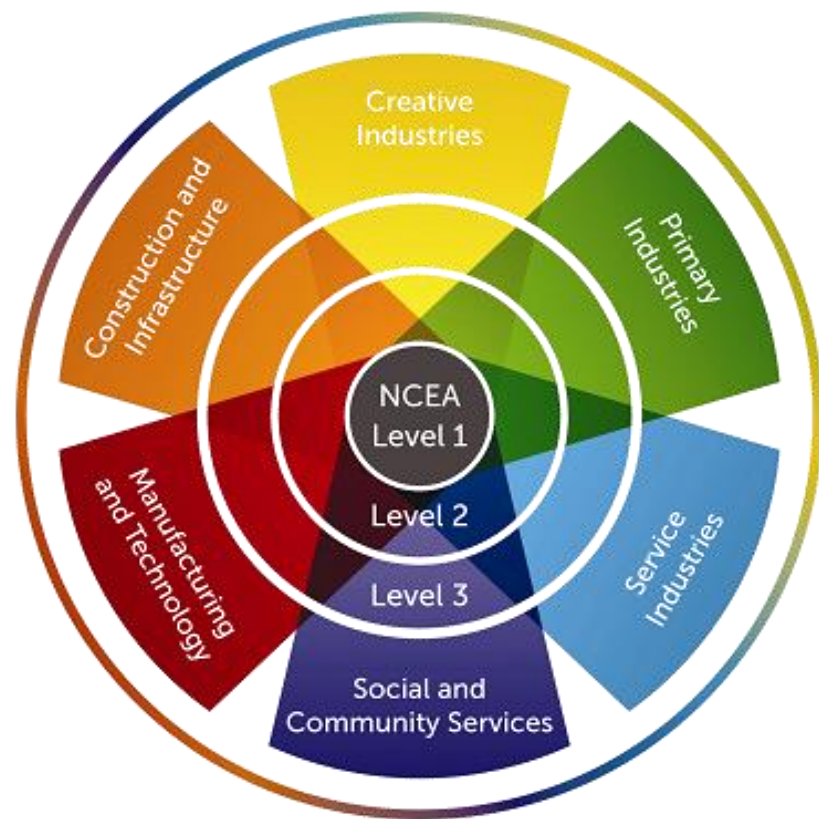 Creative
Industries
Primary
Industries
Service
Industries
Social and
Community Services
Manufacturing
and Technology
Construction and
Infrastructure
NCEA
Level 1
Level 2
Level 3